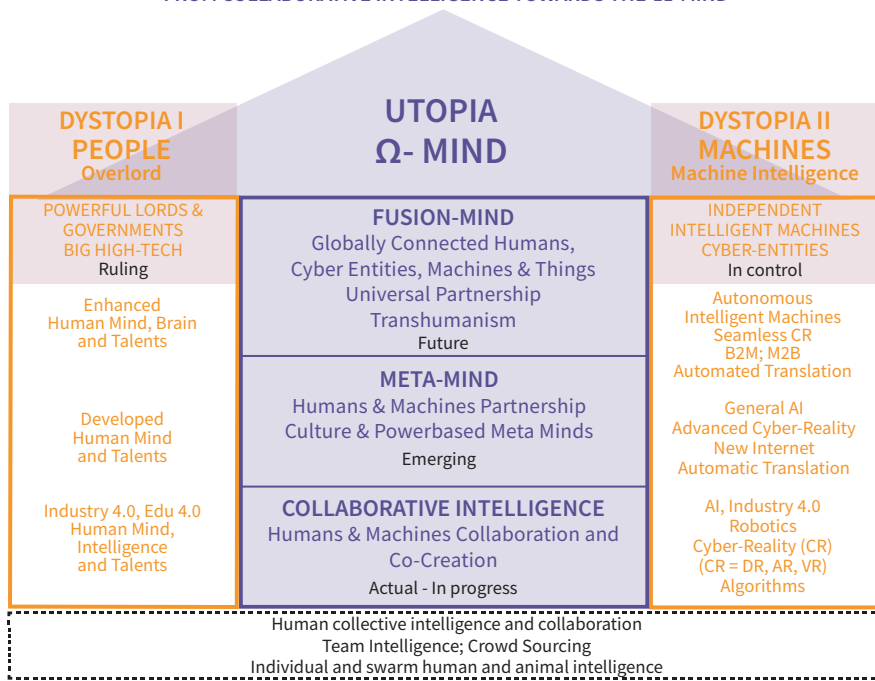 FROM COLLABORATIVE INTELLIGENCE TOWARDS THE Ω-MIND
DYSTOPIA I
PEOPLE
Overlord
POWERFUL LORDS &
GOVERNMENTS
BIG HIGH-TECH
Ruling
Enhanced
Human Mind, Brain
and Talents
Developed
Human Mind
and Talents
Industry 4.0, Edu 4.0
Human Mind,
Intelligence
and Talents
UTOPIA
Ω- MIND
FUSION-MIND
Globally Connected Humans,
Cyber Entities, Machines & Things
Universal Partnership
Transhumanism
Future
META-MIND
Humans & Machines Partnership
Culture & Powerbased Meta Minds
Emerging
COLLABORATIVE INTELLIGENCE
Humans & Machines Collaboration and
Co-Creation
Actual - In progress
DYSTOPIA II
MACHINES
Machine Intelligence
INDEPENDENT
INTELLIGENT MACHINES
CYBER-ENTITIES
In control
Autonomous
Intelligent Machines
Seamless CR
B2M; M2B
Automated Translation
General AI
Advanced Cyber-Reality
New Internet
Automatic Translation
AI, Industry 4.0
Robotics
Cyber-Reality (CR)
(CR = DR, AR, VR)
Algorithms
Human collective intelligence and collaboration
Team Intelligence; Crowd Sourcing
Individual and swarm human and animal intelligence